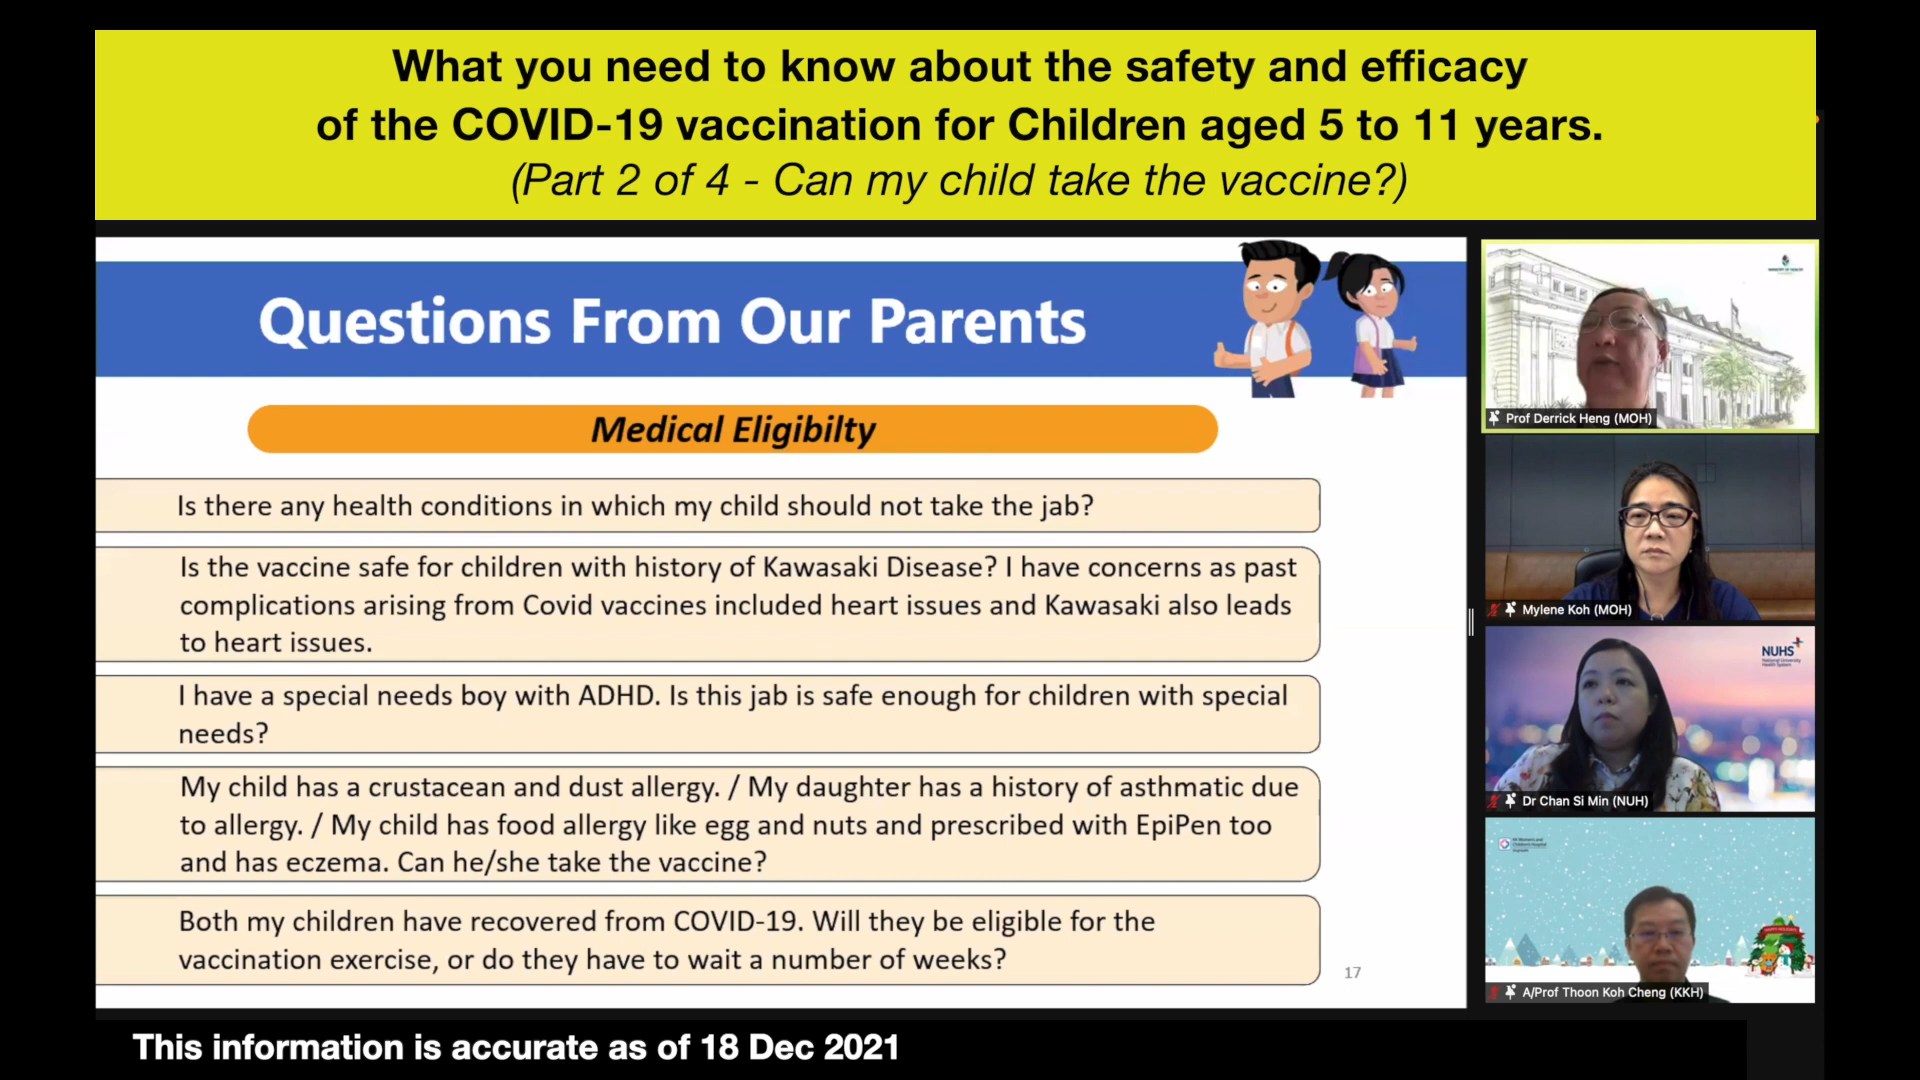 What you need to know about the safety and efficacy
of the COVID-19 vaccination for Children aged 5 to 11 years.
(Part 2 of 4 - Can my child take the vaccine?)
Questions From Our Parents
Medical Eligibilty
Is there any health conditions in which my child should not take the jab?
Is the vaccine safe for children with history of Kawasaki Disease? I have concerns as past
complications arising from Covid vaccines included heart issues and Kawasaki also leads
to heart issues.
I have a special needs boy with ADHD. Is this jab is safe enough for children with special
needs?
My child has a crustacean and dust allergy. / My daughter has a history of asthmatic due
to allergy. / My child has food allergy like egg and nuts and prescribed with EpiPen too
and has eczema. Can he/she take the vaccine?
Both my children have recovered from COVID-19. Will they be eligible for the
vaccination exercise, or do they have to wait a number of weeks?
17
MINISTRY OF HEALTH
Prof Derrick Heng (MOH)
Mylene Koh (MOH)
NUHS
National University
Health System
Dr Chan Si Min (NUH)
A/Prof Thoon Koh Cheng (KKH)
This information is accurate as of 18 Dec 2021